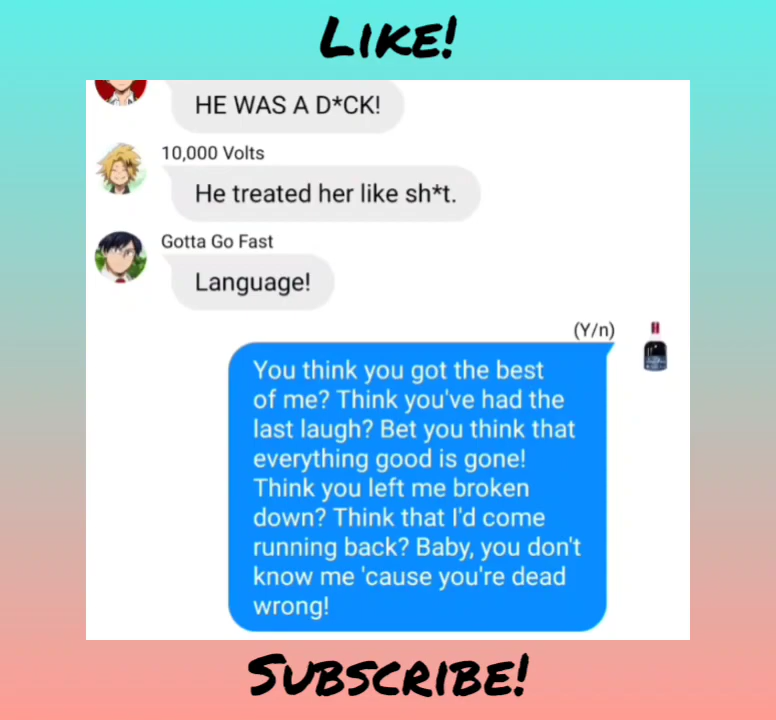 LIKE!
HE WAS A D*CK!
10,000 Volts
He treated her like sh*t.
Gotta Go Fast
Language!
(Y/n)
You think you got the best
of me? Think you've had the
last laugh? Bet you think that
everything good is gone!
Think you left me broken
down? Think that I'd come
running back? Baby, you don't
know me 'cause you're dead
wrong!
SUBSCRIBE!